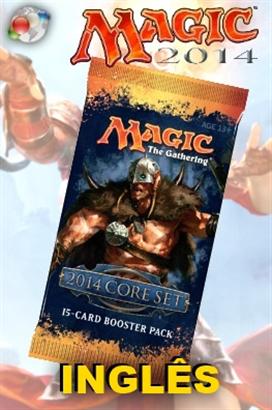 MAGIC
2014
AGE 13+
MAGIC
The Gathering®
2014 CORE SET
15-CARD BOOSTER PACK
INGLÊS